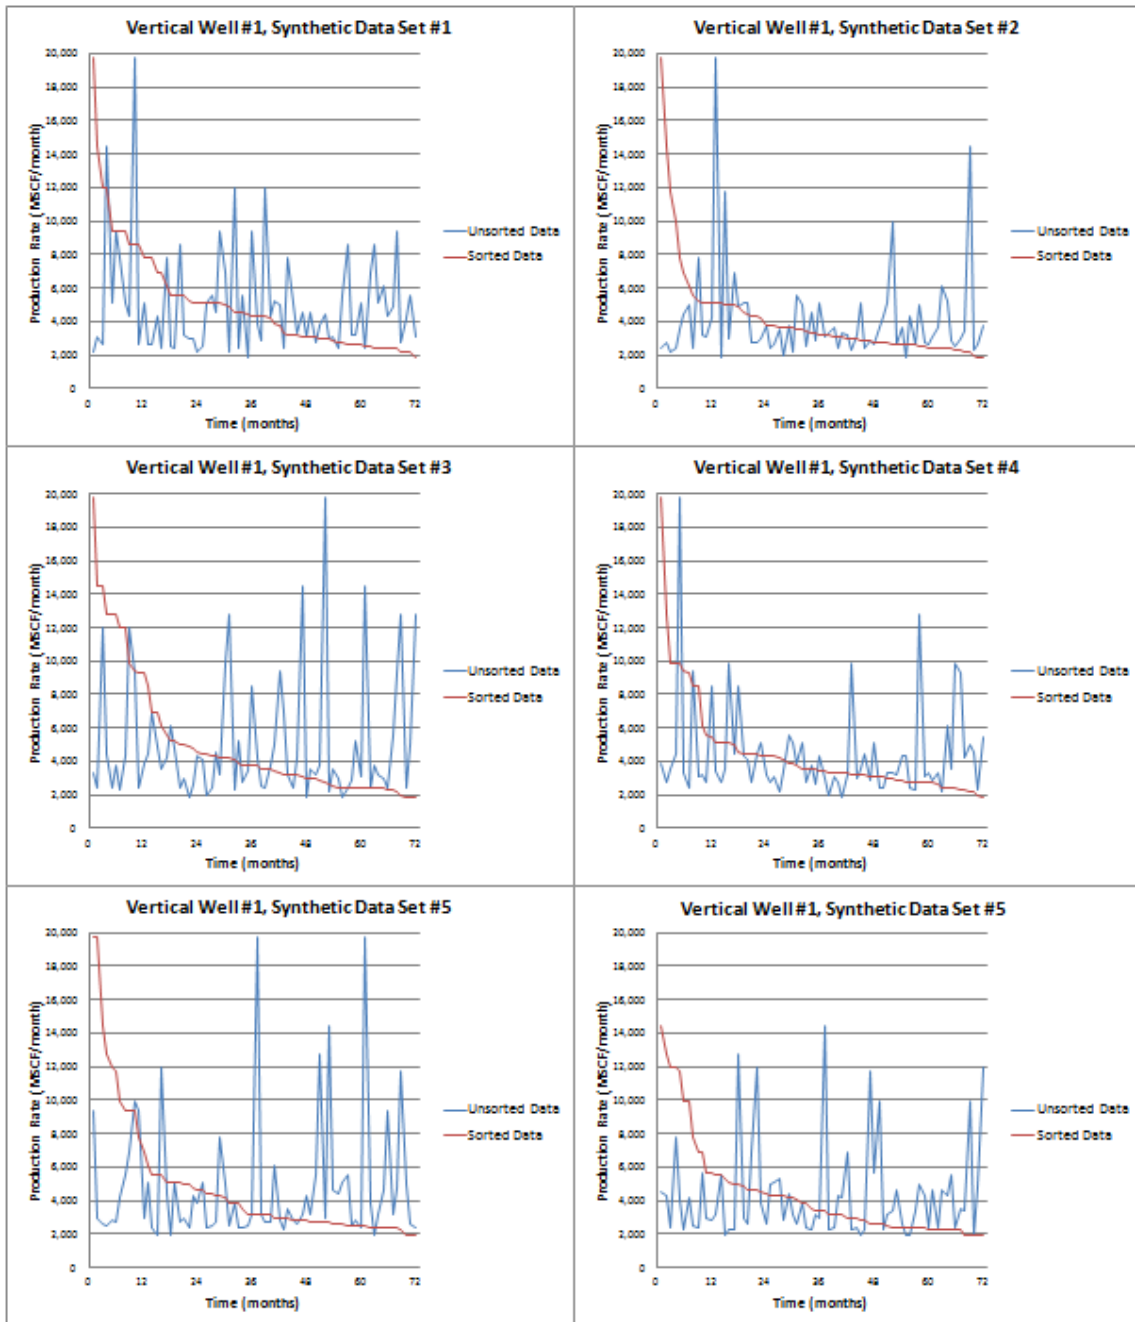 Vertical Well #1, Synthetic Data Set #1
20,000
18,000
16,000
14,000
12,000
10,000
8,000
6,000
4,000
2,000
0
Production Rate (MSCF/month)
0 12 24 36 48 60 72
Time (months)
Unsorted Data
Sorted Data
Vertical Well #1, Synthetic Data Set #2
20,000
18,000
16,000
14,000
12,000
10,000
8,000
6,000
4,000
2,000
0
Production Rate (MSCF/month)
0 12 24 36 48 60 72
Time (months)
Unsorted Data
Sorted Data
Vertical Well #1, Synthetic Data Set #3
20,000
18,000
16,000
14,000
12,000
10,000
8,000
6,000
4,000
2,000
0
Production Rate (MSCF/month)
0 12 24 36 48 60 72
Time (months)
Unsorted Data
Sorted Data
Vertical Well #1, Synthetic Data Set #4
20,000
18,000
16,000
14,000
12,000
10,000
8,000
6,000
4,000
2,000
0
Production Rate (MSCF/month)
0 12 24 36 48 60 72
Time (months)
Unsorted Data
Sorted Data
Vertical Well #1, Synthetic Data Set #5
20,000
18,000
16,000
14,000
12,000
10,000
8,000
6,000
4,000
2,000
0
Production Rate (MSCF/month)
0 12 24 36 48 60 72
Time (months)
Unsorted Data
Sorted Data
Vertical Well #1, Synthetic Data Set #5
20,000
18,000
16,000
14,000
12,000
10,000
8,000
6,000
4,000
2,000
0
Production Rate (MSCF/month)
0 12 24 36 48 60 72
Time (months)
Unsorted Data
Sorted Data